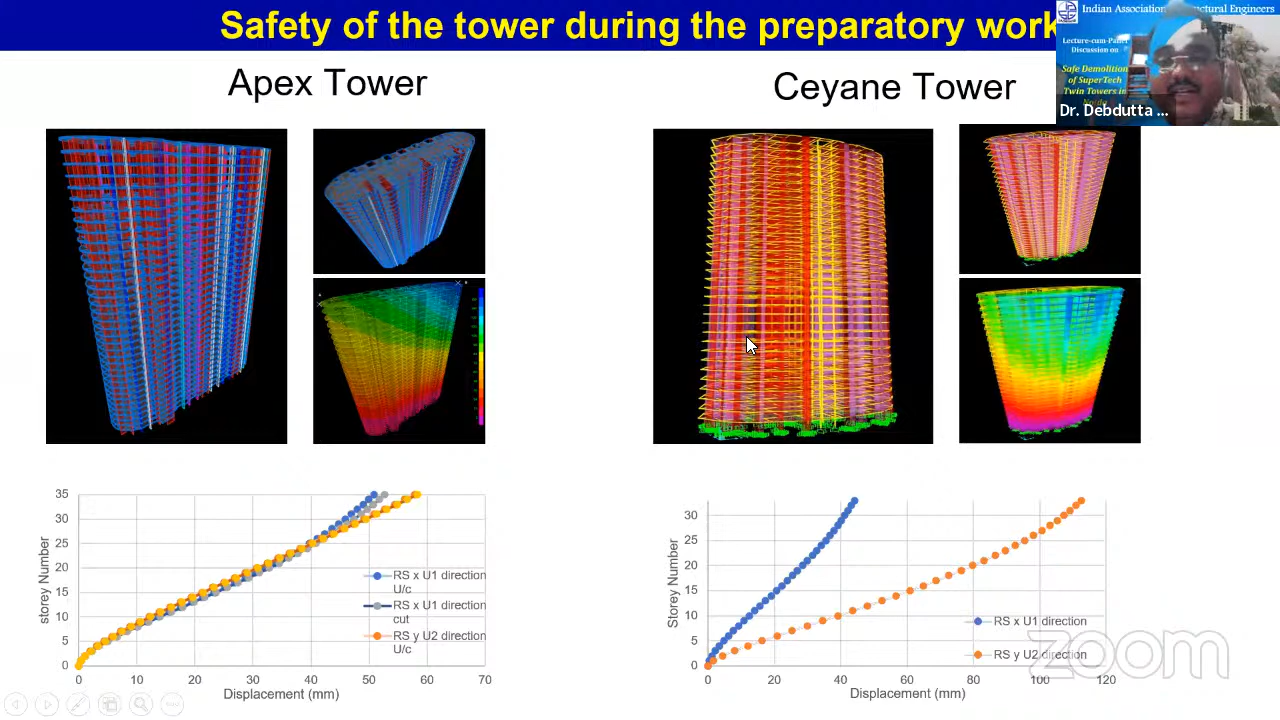 Safety of the tower during the preparatory work
Indian Association
ructural Engineers
Lecture-cum-Panel
Discussion on
Safe Demolition
of SuperTech
Twin Towers in
Dr. Debdutta ...
Apex Tower
Ceyane Tower
35
30
25
20
15
10
5
0
storey Number
0 10 20 30 40 50 60 70
Displacement (mm)
RS x U1 direction
U/c
RS x U1 direction
cut
RS y U2 direction
U/c
30
25
20
15
10
5
0
Storey Number
0 20 40 60 80 100 120
Displacement (mm)
RS x U1 direction
RS y U2 direction
zoom